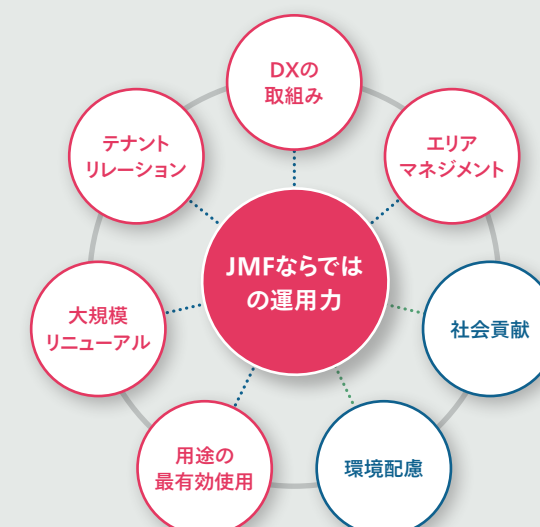 DXの
取組み
テナント
リレーション
エリア
マネジメント
JMFならでは
の運用力
大規模
リニューアル
社会貢献
用途の
最有効使用
環境配慮